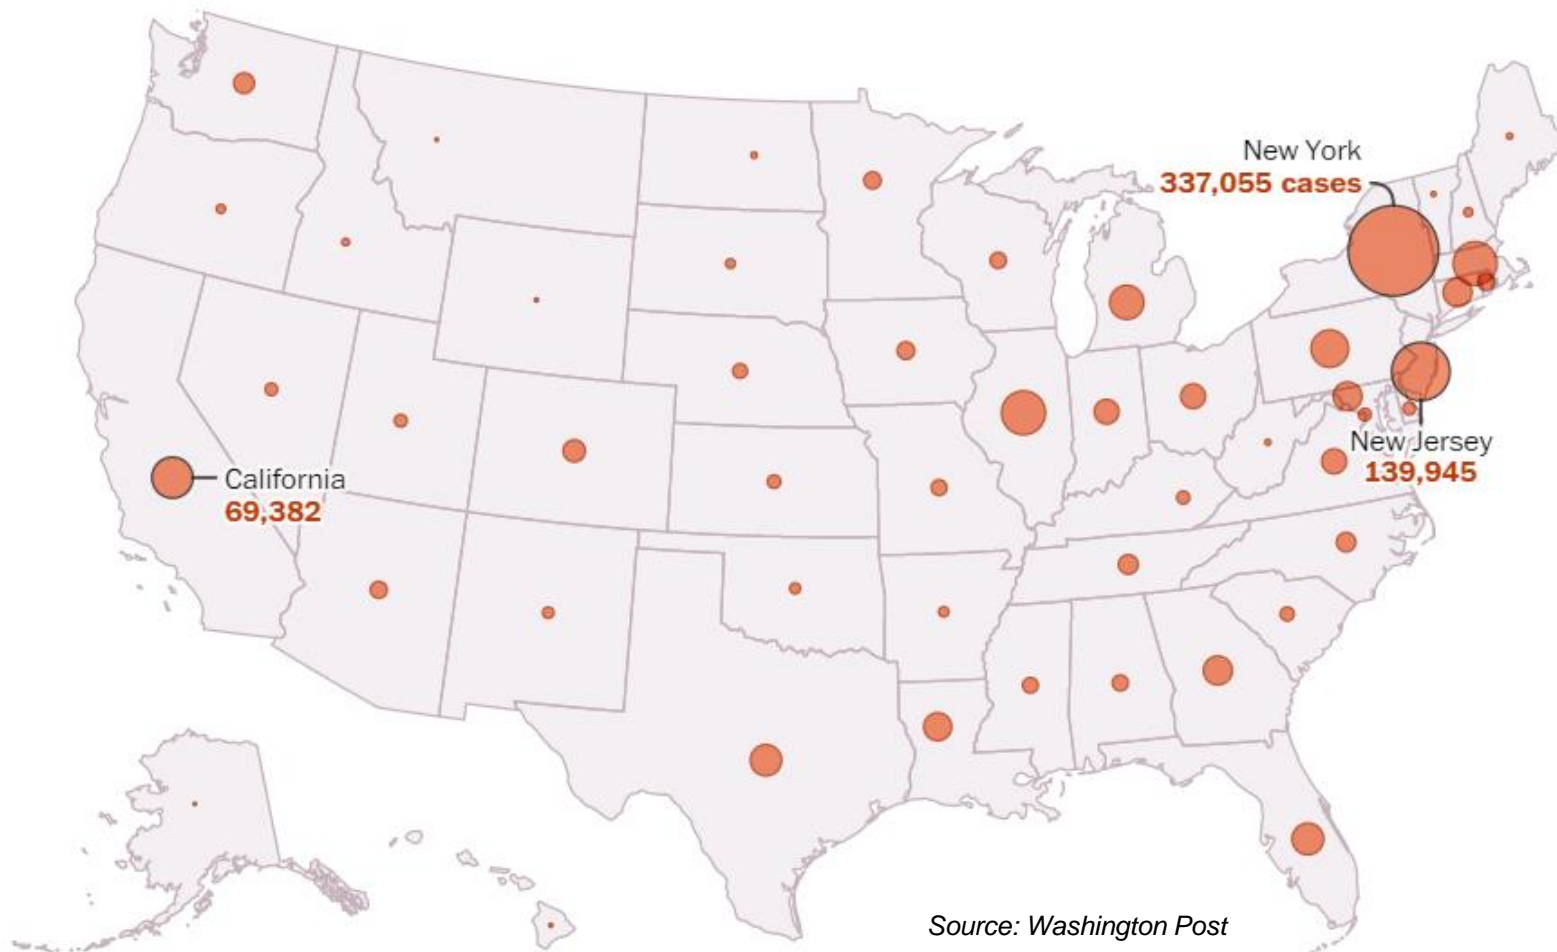 New York
337,055 cases
New Jersey
139,945
California
69,382
Source: Washington Post